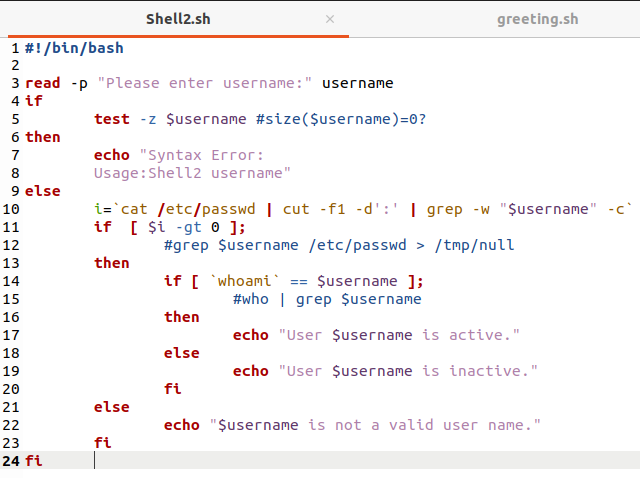 Shell2.sh × greeting.sh
1 #!/bin/bash
2
3 read -p "Please enter username:" username
4 if
5 test -z $username #size($username)=0?
6 then
7 echo "Syntax Error:
8 Usage:Shell2 username"
9 else
10 i=`cat /etc/passwd | cut -f1 -d':' | grep -w "$username" -c`
11 if [ $i -gt 0 ];
12 #grep $username /etc/passwd > /tmp/null
13 then
14 if [ `whoami` == $username ];
15 #who | grep $username
16 then
17 echo "User $username is active."
18 else
19 echo "User $username is inactive."
20 fi
21 else
22 echo "$username is not a valid user name."
23 fi
24 fi